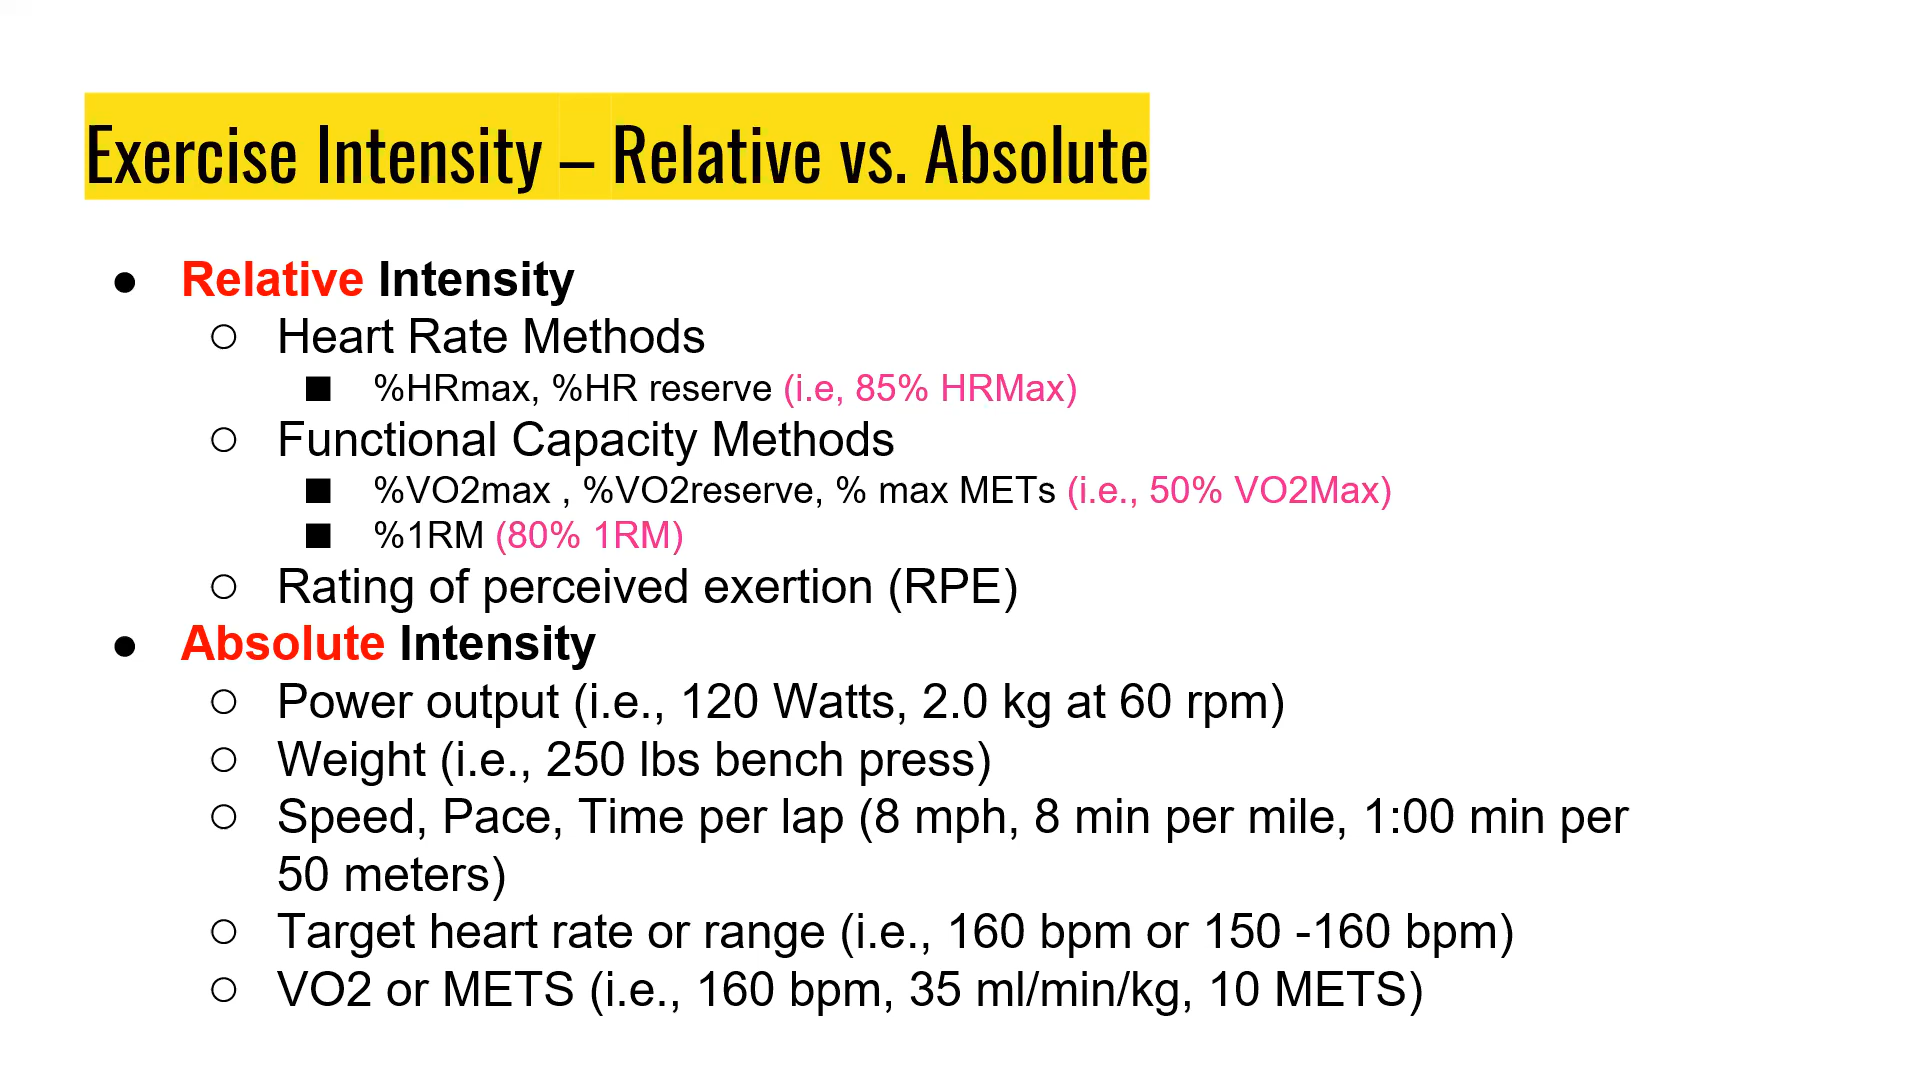 Exercise Intensity – Relative vs. Absolute
● Relative Intensity
○ Heart Rate Methods
■ %HRmax, %HR reserve (i.e, 85% HRMax)
○ Functional Capacity Methods
■ %VO2max , %VO2reserve, % max METs (i.e., 50% VO2Max)
■ %1RM (80% 1RM)
○ Rating of perceived exertion (RPE)
● Absolute Intensity
○ Power output (i.e., 120 Watts, 2.0 kg at 60 rpm)
○ Weight (i.e., 250 lbs bench press)
○ Speed, Pace, Time per lap (8 mph, 8 min per mile, 1:00 min per
50 meters)
○ Target heart rate or range (i.e., 160 bpm or 150 -160 bpm)
○ VO2 or METS (i.e., 160 bpm, 35 ml/min/kg, 10 METS)